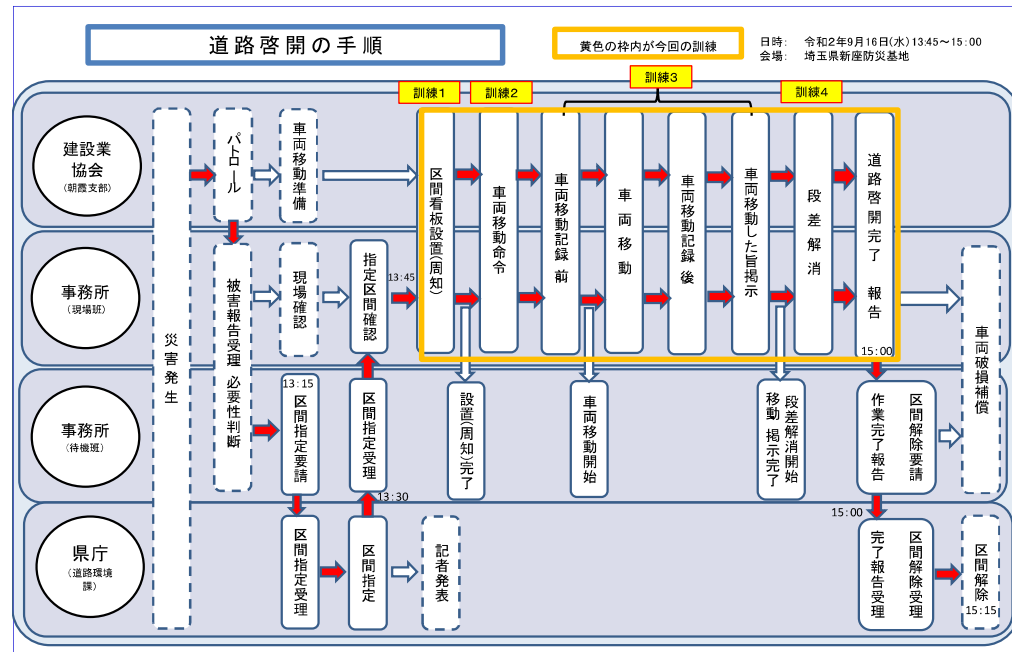 道路啓開の手順
黄色の枠内が今回の訓練
日時： 令和2年9月16日(水)13:45～15:00
会場： 埼玉県新座防災基地
訓練1
訓練2
訓練3
訓練4
建設業
協会
(朝霞支部)
事務所
(現場班)
事務所
(待機班)
県庁
(道路環境
課)
災害発生
パトロール
車両移動準備
被害報告受理 必要性判断
現場確認
指定区間確認
13:45
13:15
区間指定要請
区間指定受理
13:30
区間指定受理
区間指定
記者発表
区間看板設置(周知)
車両移動命令
車両移動記録 前
車両移動
車両移動記録 後
車両移動した旨掲示
段差解消
道路啓開完了 報告
15:00
設置(周知)完了
車両移動開始
段差解消開始
移動 掲示完了
区間解除要請
作業完了報告
車両破損補償
15:00
区間解除受理
完了報告受理
区間解除
15:15